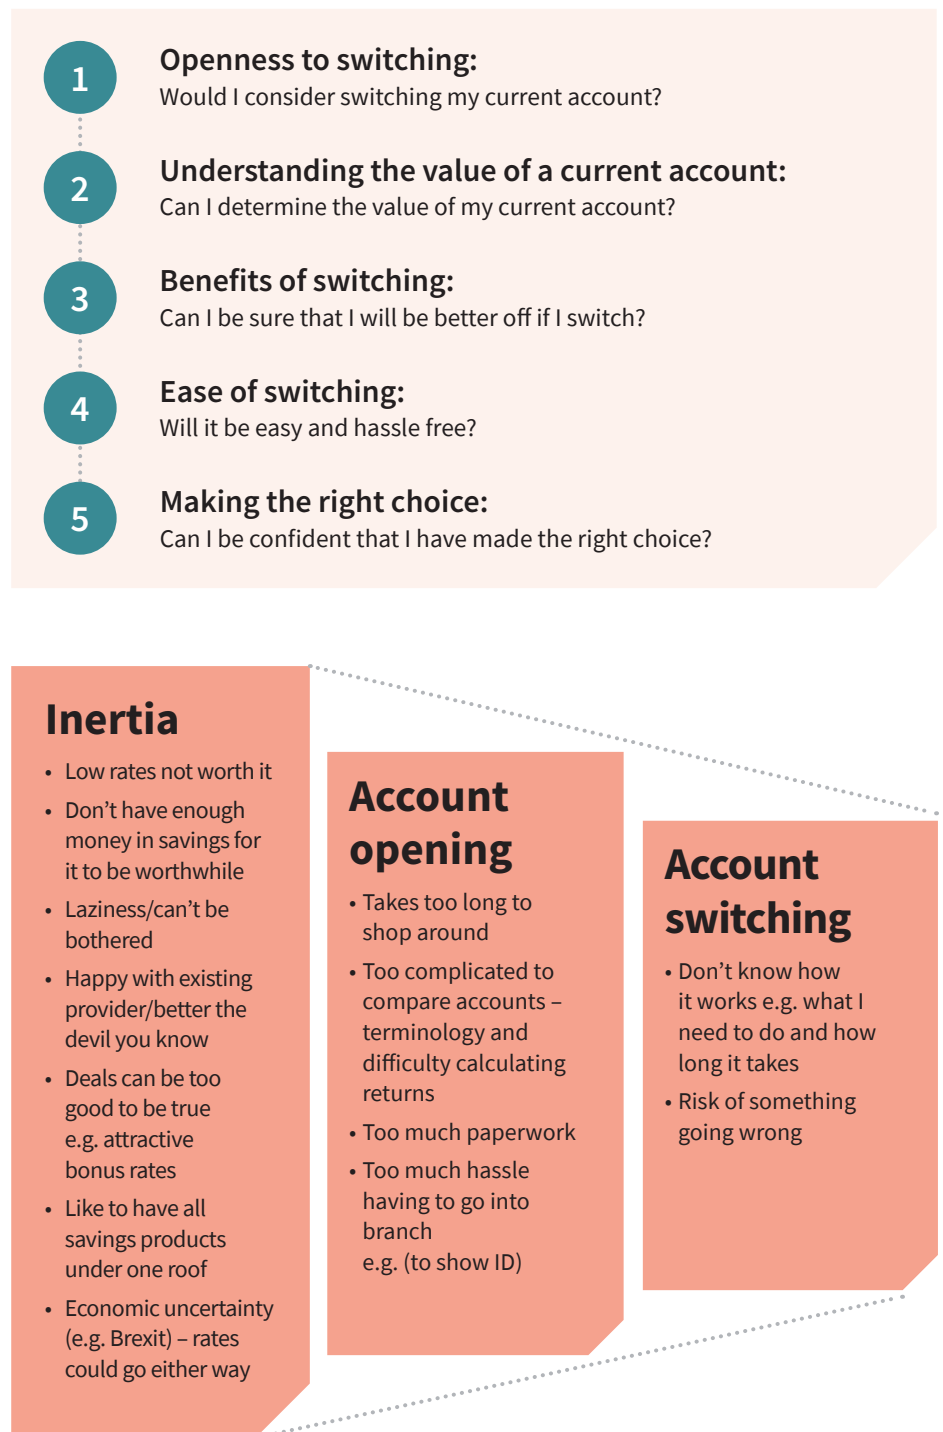 1
Openness to switching:
Would I consider switching my current account?
2
Understanding the value of a current account:
Can I determine the value of my current account?
3
Benefits of switching:
Can I be sure that I will be better off if I switch?
4
Ease of switching:
Will it be easy and hassle free?
5
Making the right choice:
Can I be confident that I have made the right choice?
Inertia
• Low rates not worth it
• Don’t have enough
money in savings for
it to be worthwhile
• Laziness/can’t be
bothered
• Happy with existing
provider/better the
devil you know
• Deals can be too
good to be true
e.g. attractive
bonus rates
• Like to have all
savings products
under one roof
• Economic uncertainty
(e.g. Brexit) – rates
could go either way
Account
opening
• Takes too long to
shop around
• Too complicated to
compare accounts –
terminology and
difficulty calculating
returns
• Too much paperwork
• Too much hassle
having to go into
branch
e.g. (to show ID)
Account
switching
• Don’t know how
it works e.g. what I
need to do and how
long it takes
• Risk of something
going wrong